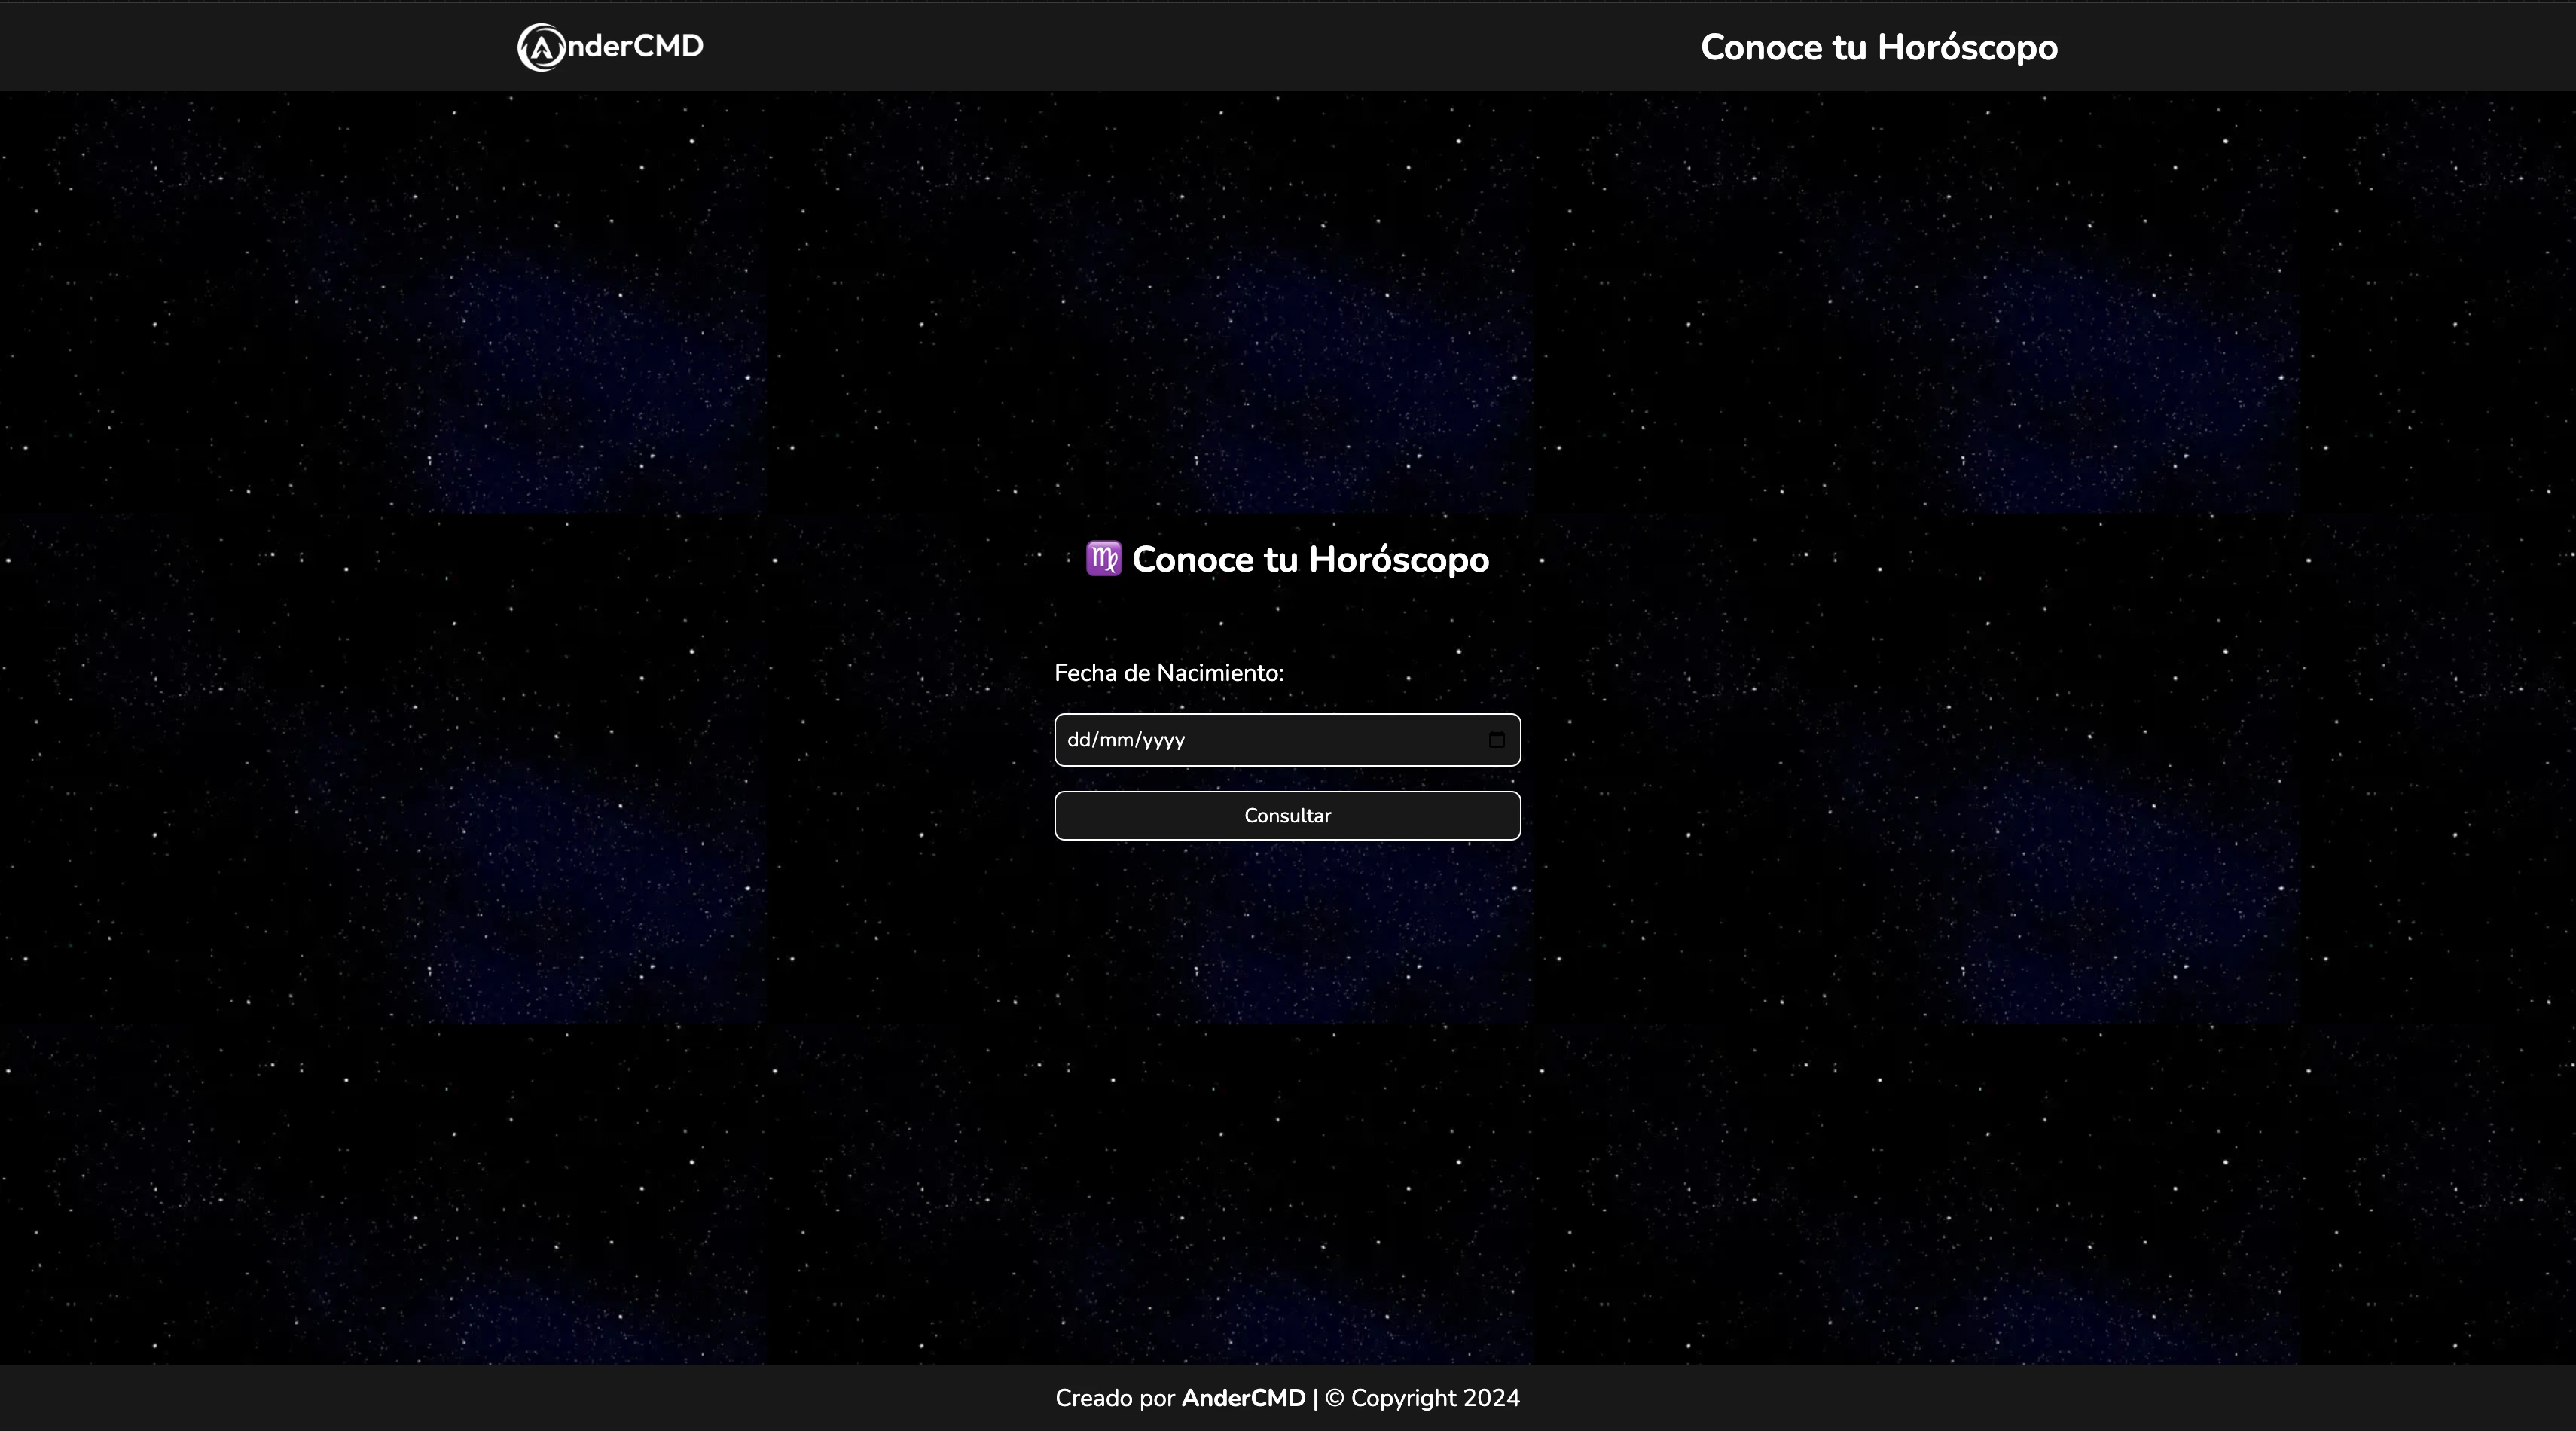 AnderCMD
Conoce tu Horóscopo
♍ Conoce tu Horóscopo
Fecha de Nacimiento:
dd/mm/yyyy
Consultar
Creado por AnderCMD | © Copyright 2024